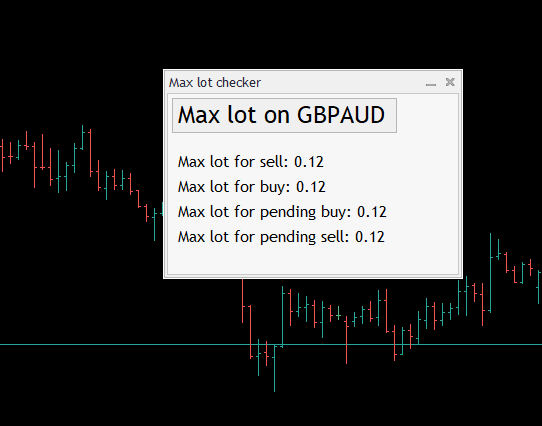 Max lot checker
Max lot on GBPAUD
Max lot for sell: 0.12
Max lot for buy: 0.12
Max lot for pending buy: 0.12
Max lot for pending sell: 0.12